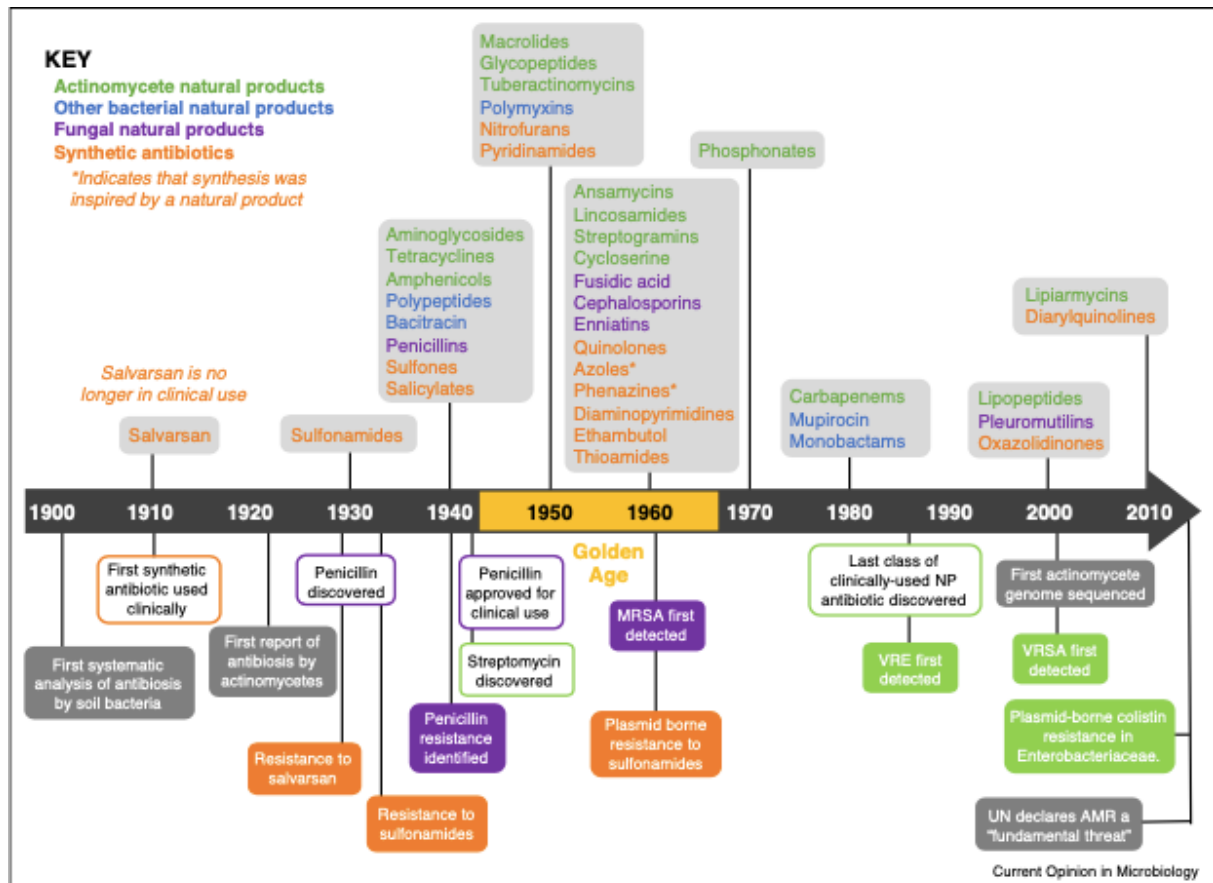 KEY
Actinomycete natural products
Other bacterial natural products
Fungal natural products
Synthetic antibiotics
*Indicates that synthesis was
inspired by a natural product
Salvarsan is no
longer in clinical use
Salvarsan
Sulfonamides
Aminoglycosides
Tetracyclines
Amphenicols
Polypeptides
Bacitracin
Penicillins
Sulfones
Salicylates
Macrolides
Glycopeptides
Tuberactinomycins
Polymyxins
Nitrofurans
Pyridinamides
Ansamycins
Lincosamides
Streptogramins
Cycloserine
Fusidic acid
Cephalosporins
Enniatins
Quinolones
Azoles*
Phenazines*
Diaminopyrimidines
Ethambutol
Thioamides
Phosphonates
Carbapenems
Mupirocin
Monobactams
Lipopeptides
Pleuromutilins
Oxazolidinones
Lipiarmycins
Diarylquinolines
1900 1910 1920 1930 1940 1950 1960 1970 1980 1990 2000 2010
Golden
Age
First systematic
analysis of antibiosis
by soil bacteria
First synthetic
antibiotic used
clinically
First report of
antibiosis by
actinomycetes
Penicillin
discovered
Resistance to
salvarsan
Resistance to
sulfonamides
Penicillin
resistance
identified
Penicillin
approved for
clinical use
Streptomycin
discovered
MRSA first
detected
Plasmid borne
resistance to
sulfonamides
Last class of
clinically-used NP
antibiotic discovered
VRE first
detected
First actinomycete
genome sequenced
VRSA first
detected
Plasmid-borne colistin
resistance in
Enterobacteriaceae.
UN declares AMR a
"fundamental threat"
Current Opinion in Microbiology